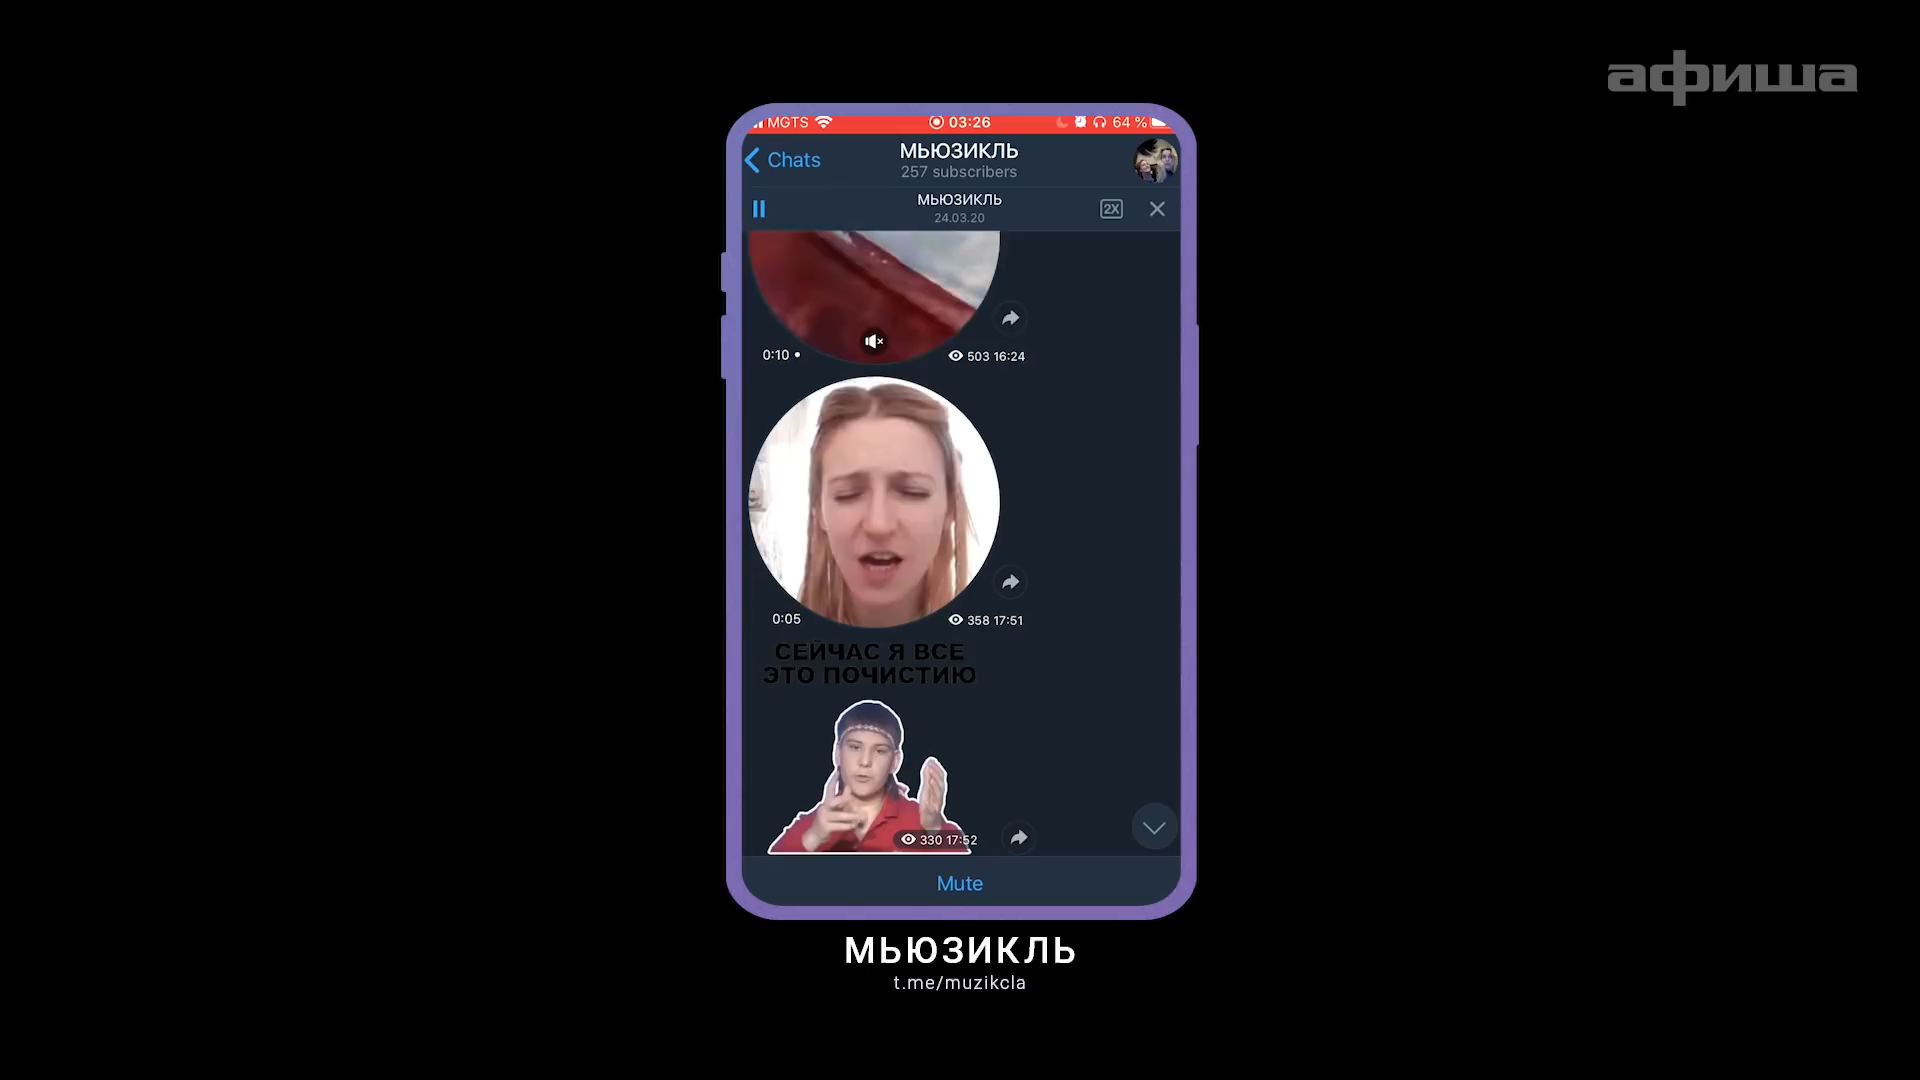 афиша
MGTS 03:26 64 %
Chats МЬЮЗИКЛЬ
257 subscribers
МЬЮЗИКЛЬ
24.03.20
2X
0:10 503 16:24
0:05 358 17:51
СЕЙЧАС Я ВСЕ
ЭТО ПОЧИСТИЮ
330 17:52
Mute
МЬЮЗИКЛЬ
t.me/muzikcla